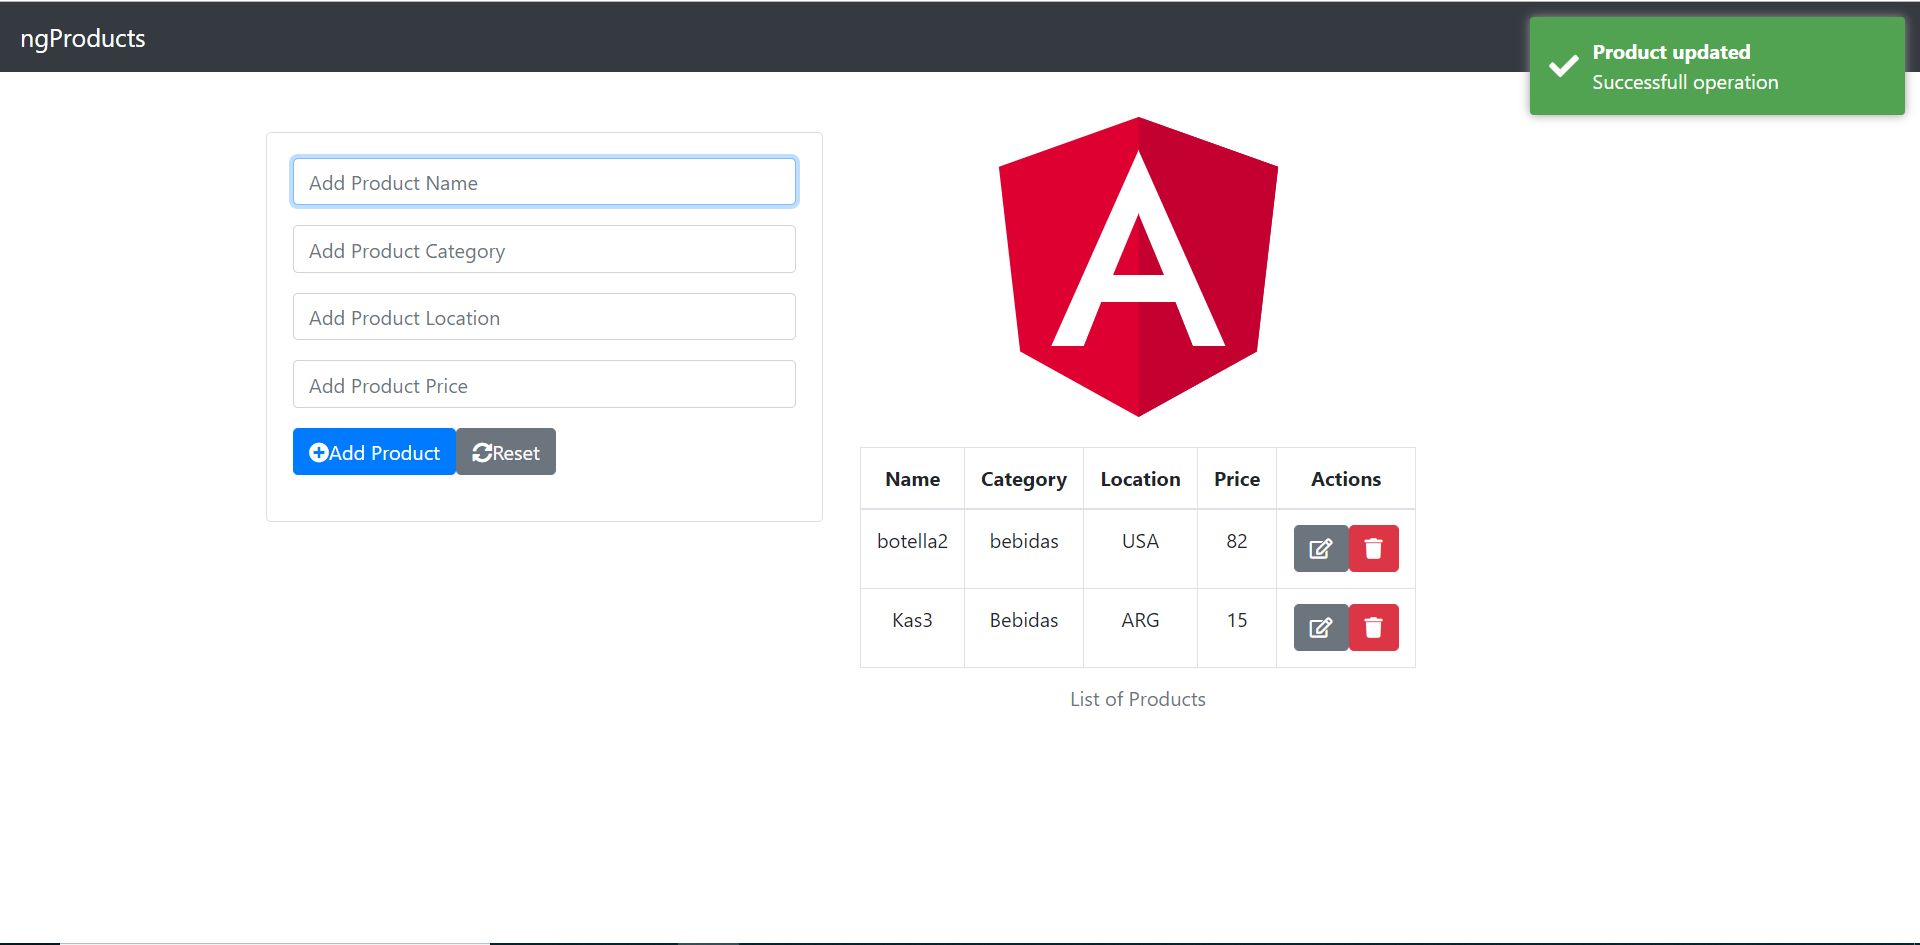 ngProducts
Product updated
Successfull operation
Add Product Name
Add Product Category
Add Product Location
Add Product Price
Add Product Reset
A
Name Category Location Price Actions
botella2 bebidas USA 82
Kas3 Bebidas ARG 15
List of Products